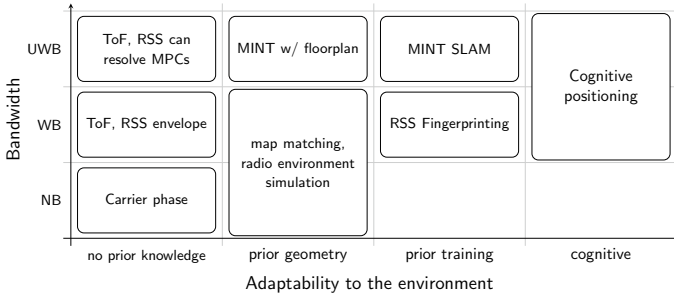 Bandwidth
UWB
ToF, RSS can
resolve MPCs
MINT w/ floorplan
MINT SLAM
Cognitive
positioning
WB
ToF, RSS envelope
map matching,
radio environment
simulation
RSS Fingerprinting
NB
Carrier phase
no prior knowledge
prior geometry
prior training
cognitive
Adaptability to the environment